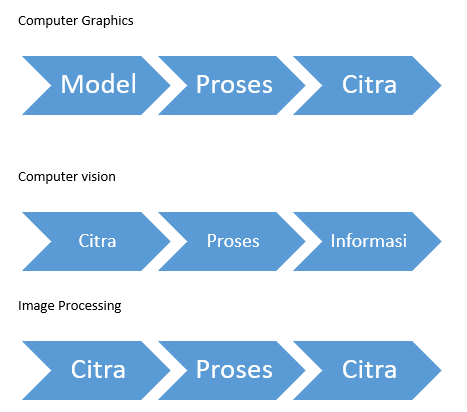 Computer Graphics
Model Proses Citra
Computer vision
Citra Proses Informasi
Image Processing
Citra Proses Citra